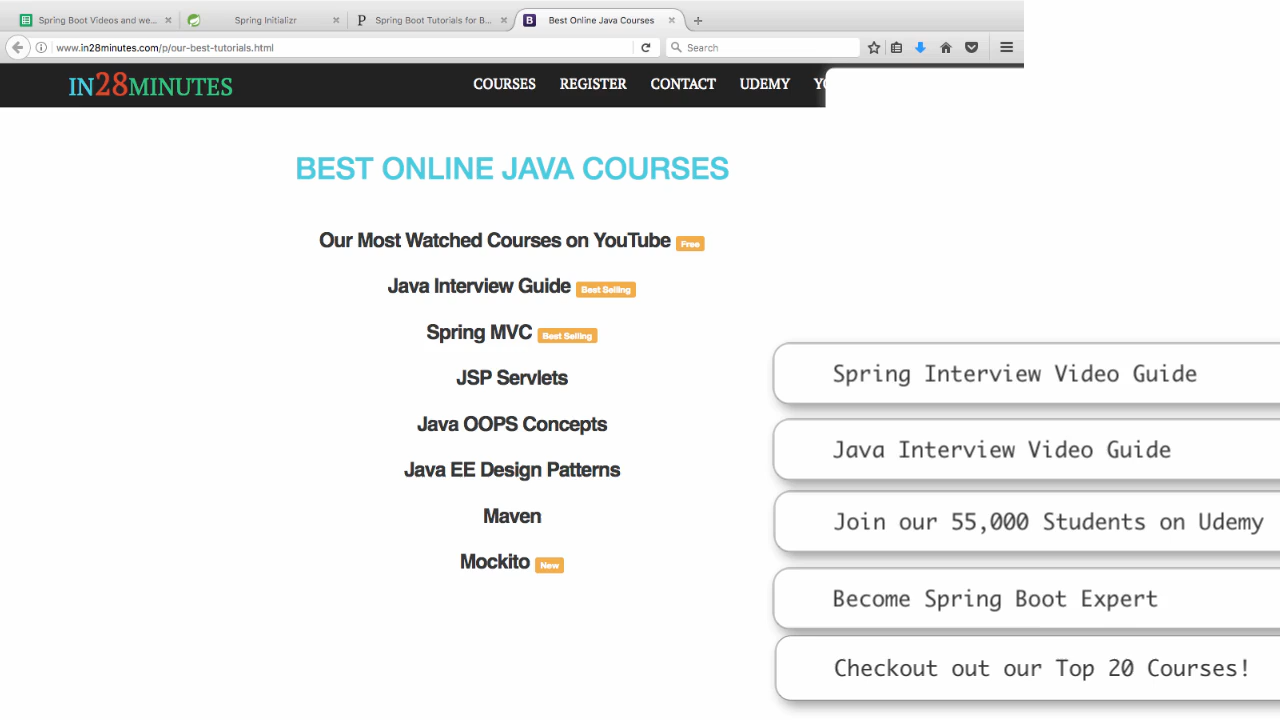 Spring Boot Videos and we...
Spring Initializr
Spring Boot Tutorials for B...
B
Best Online Java Courses
www.in28minutes.com/p/our-best-tutorials.html
Search
IN28MINUTES
COURSES
REGISTER
CONTACT
UDEMY
BEST ONLINE JAVA COURSES
Our Most Watched Courses on YouTube Free
Java Interview Guide Best Selling
Spring MVC Best Selling
JSP Servlets
Java OOPS Concepts
Java EE Design Patterns
Maven
Mockito New
Spring Interview Video Guide
Java Interview Video Guide
Join our 55,000 Students on Udemy
Become Spring Boot Expert
Checkout out our Top 20 Courses!